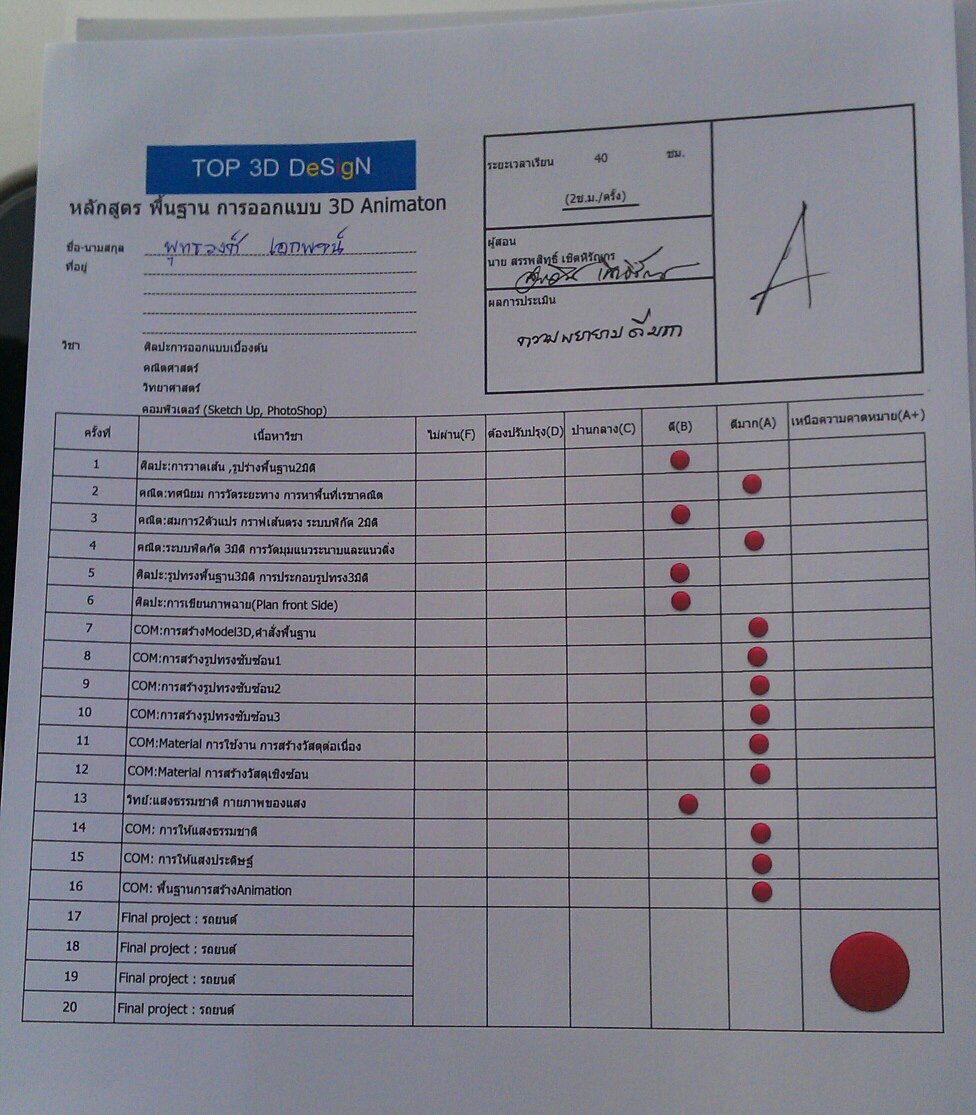 TOP 3D DeSigN
หลักสูตร พื้นฐาน การออกแบบ 3D Animaton
ชื่อ-นามสกุล พุทธวงศ์ เอกพจน์
ที่อยู่
วิชา ศิลปะการออกแบบเบื้องต้น
คณิตศาสตร์
วิทยาศาสตร์
คอมพิวเตอร์ (Sketch Up, PhotoShop)
ระยะเวลาเรียน 40 ชม.
(2ช.ม./ครั้ง)
ผู้สอน
นาย สรรพสิทธิ์ เชิดหิรัญกร
ผลการประเมิน
ความพยายามดีมาก
A
ครั้งที่ เนื้อหาวิชา ไม่ผ่าน(F) ต้องปรับปรุง(D) ปานกลาง(C) ดี(B) ดีมาก(A) เหนือความคาดหมาย(A+)
1 ศิลปะ:การวาดเส้น ,รูปร่างพื้นฐาน2มิติ
2 คณิต:ทศนิยม การวัดระยะทาง การหาพื้นที่เรขาคณิต
3 คณิต:สมการ2ตัวแปร กราฟเส้นตรง ระบบพิกัด 2มิติ
4 คณิต:ระบบพิดกัด 3มิติ การวัดมุมแนวระนาบและแนวดิ่ง
5 ศิลปะ:รูปทรงพื้นฐาน3มิติ การประกอบรูปทรง3มิติ
6 ศิลปะ:การเขียนภาพฉาย(Plan front Side)
7 COM:การสร้างModel3D,คำสั่งพื้นฐาน
8 COM:การสร้างรูปทรงซับซ้อน1
9 COM:การสร้างรูปทรงซับซ้อน2
10 COM:การสร้างรูปทรงซับซ้อน3
11 COM:Material การใช้งาน การสร้างวัสดุต่อเนื่อง
12 COM:Material การสร้างวัสดุเชิงซ้อน
13 วิทย์:แสงธรรมชาติ กายภาพของแสง
14 COM: การให้แสงธรรมชาติ
15 COM: การให้แสงประดิษฐ์
16 COM: พื้นฐานการสร้างAnimation
17 Final project : รถยนต์
18 Final project : รถยนต์
19 Final project : รถยนต์
20 Final project : รถยนต์